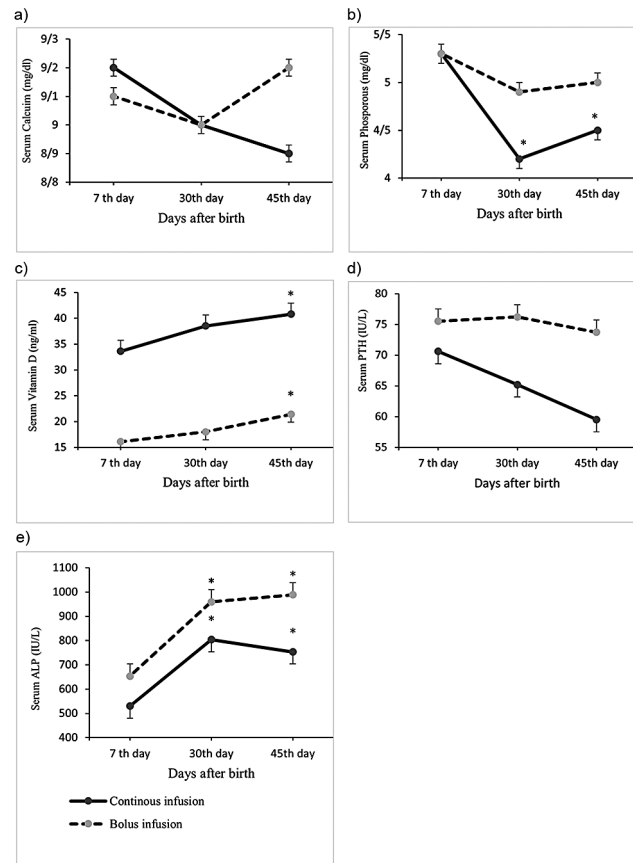 a)
9/3
9/2
9/1
9
8/9
8/8
Serum Calcuim (mg/dl)
7 th day 30th day 45th day
Days after birth
b)
5/5
5
4/5
4
Serum Phosporous (mg/dl)
* *
7th day 30th day 45th day
Days after birth
c)
45
40
35
30
25
20
15
Serum Vitamin D (ng/ml)
*
*
7 th day 30th day 45th day
Days after birth
d)
80
75
70
65
60
55
Serum PTH (IU/L)
7 th day 30th day 45th day
Days after birth
e)
1100
1000
900
800
700
600
500
400
Serum ALP (IU/L)
* *
* *
7 th day 30th day 45th day
Days after birth
Continous infusion
Bolus infusion